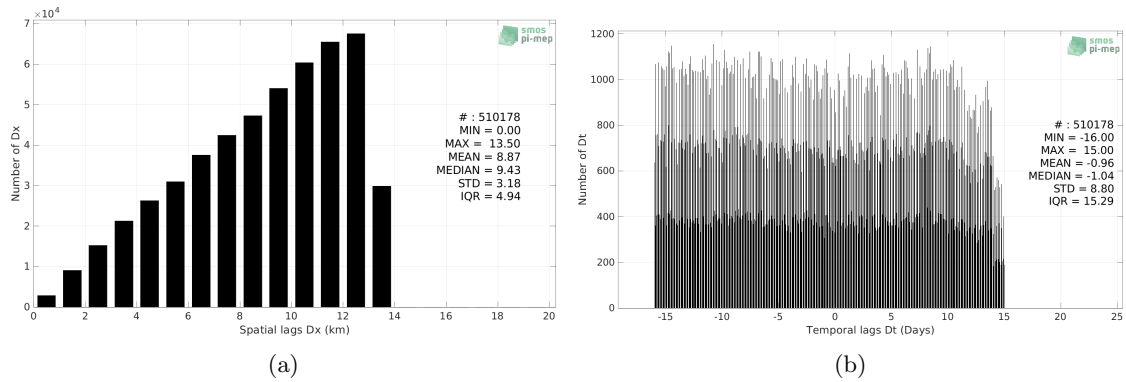 ×10⁴
7
6
5
4
3
2
1
0
Number of Dx
0 2 4 6 8 10 12 14 16 18 20
Spatial lags Dx (km)
smos
pi-mep
# : 510178
MIN = 0.00
MAX = 13.50
MEAN = 8.87
MEDIAN = 9.43
STD = 3.18
IQR = 4.94
(a)
1200
1000
800
600
400
200
0
Number of Dt
-15 -10 -5 0 5 10 15 20 25
Temporal lags Dt (Days)
smos
pi-mep
# : 510178
MIN = -16.00
MAX = 15.00
MEAN = -0.96
MEDIAN = -1.04
STD = 8.80
IQR = 15.29
(b)